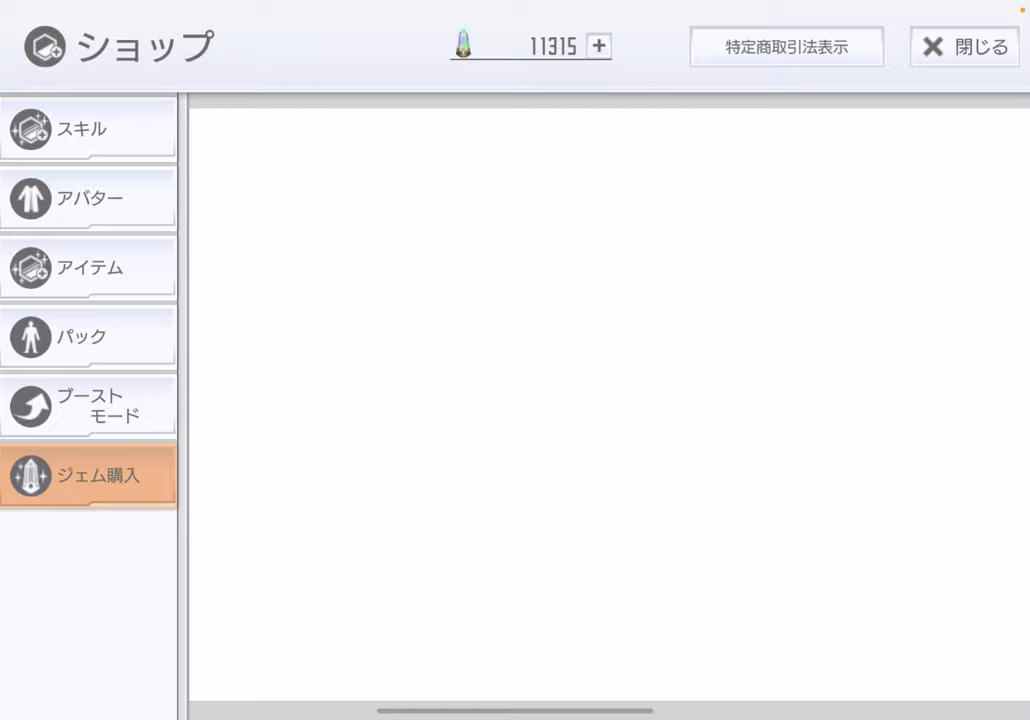 ショップ
11315
特定商取引法表示
閉じる
スキル
アバター
アイテム
パック
ブースト
モード
ジェム購入